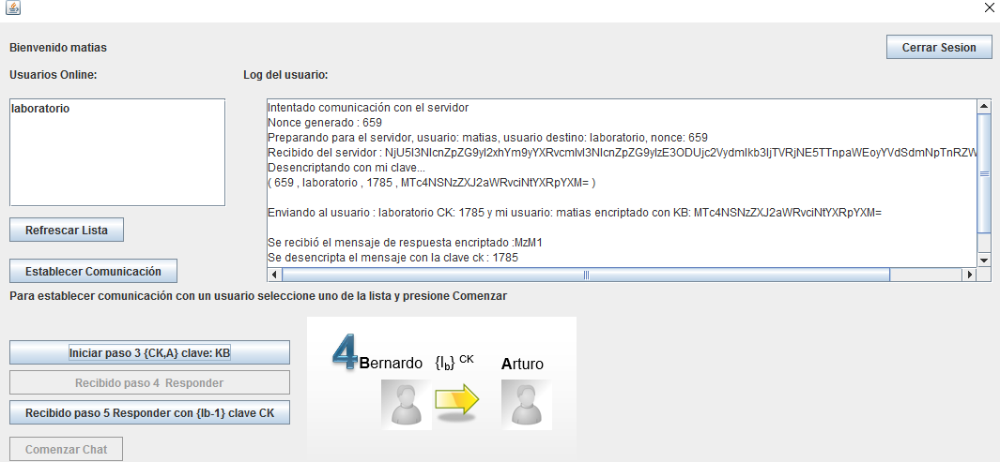 Bienvenido matias
Cerrar Sesion
Usuarios Online:
Log del usuario:
laboratorio
Intentado comunicación con el servidor
Nonce generado : 659
Preparando para el servidor, usuario: matias, usuario destino: laboratorio, nonce: 659
Recibido del servidor :
Desencriptando con mi clave...
( 659 , laboratorio , 1785 , MTc4NSNzZXJ2aWRvciNtYXRpYXM= )
Enviando al usuario : laboratorio CK: 1785 y mi usuario: matias encriptado con KB: MTc4NSNzZXJ2aWRvciNtYXRpYXM=
Se recibió el mensaje de respuesta encriptado :MzM1
Se desencripta el mensaje con la clave ck : 1785
Refrescar Lista
Establecer Comunicación
Para establecer comunicación con un usuario seleccione uno de la lista y presione Comenzar
Iniciar paso 3 {CK,A} clave: KB
Recibido paso 4 Responder
Recibido paso 5 Responder con {Ib-1} clave CK
Comenzar Chat
4 Bernardo {Ib} CK Arturo